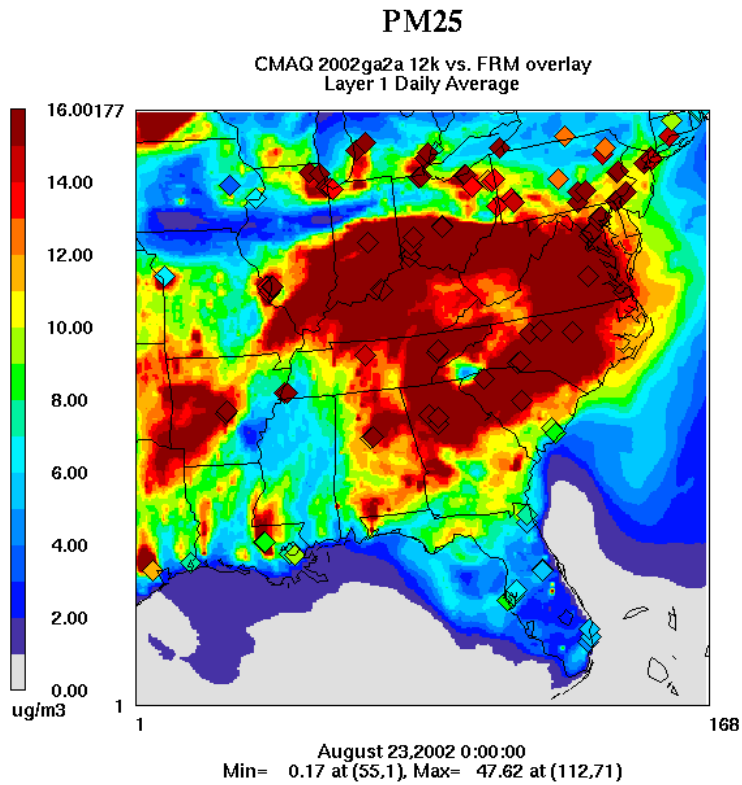 PM25
CMAQ 2002ga2a 12k vs. FRM overlay
Layer 1 Daily Average
16.00 177
14.00
12.00
10.00
8.00
6.00
4.00
2.00
0.00
ug/m3
1
1 168
August 23,2002 0:00:00
Min= 0.17 at (55,1), Max= 47.62 at (112,71)